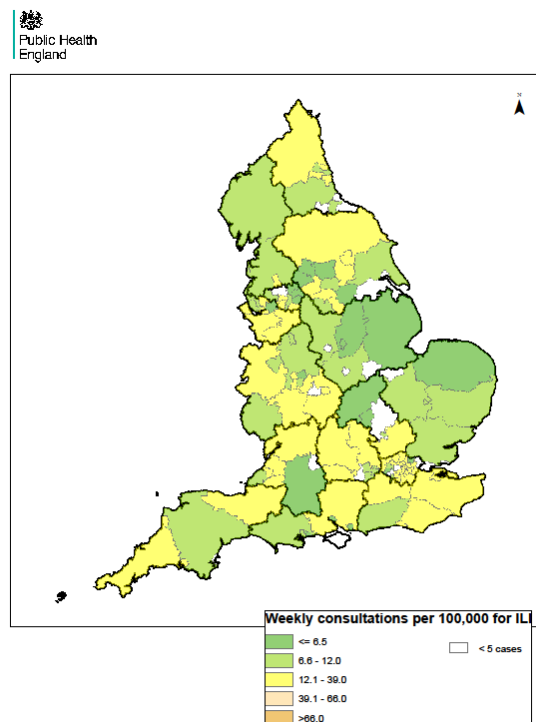 Public Health
England
N
Weekly consultations per 100,000 for ILI
<= 6.5
6.6 - 12.0
12.1 - 39.0
39.1 - 66.0
>66.0
< 5 cases